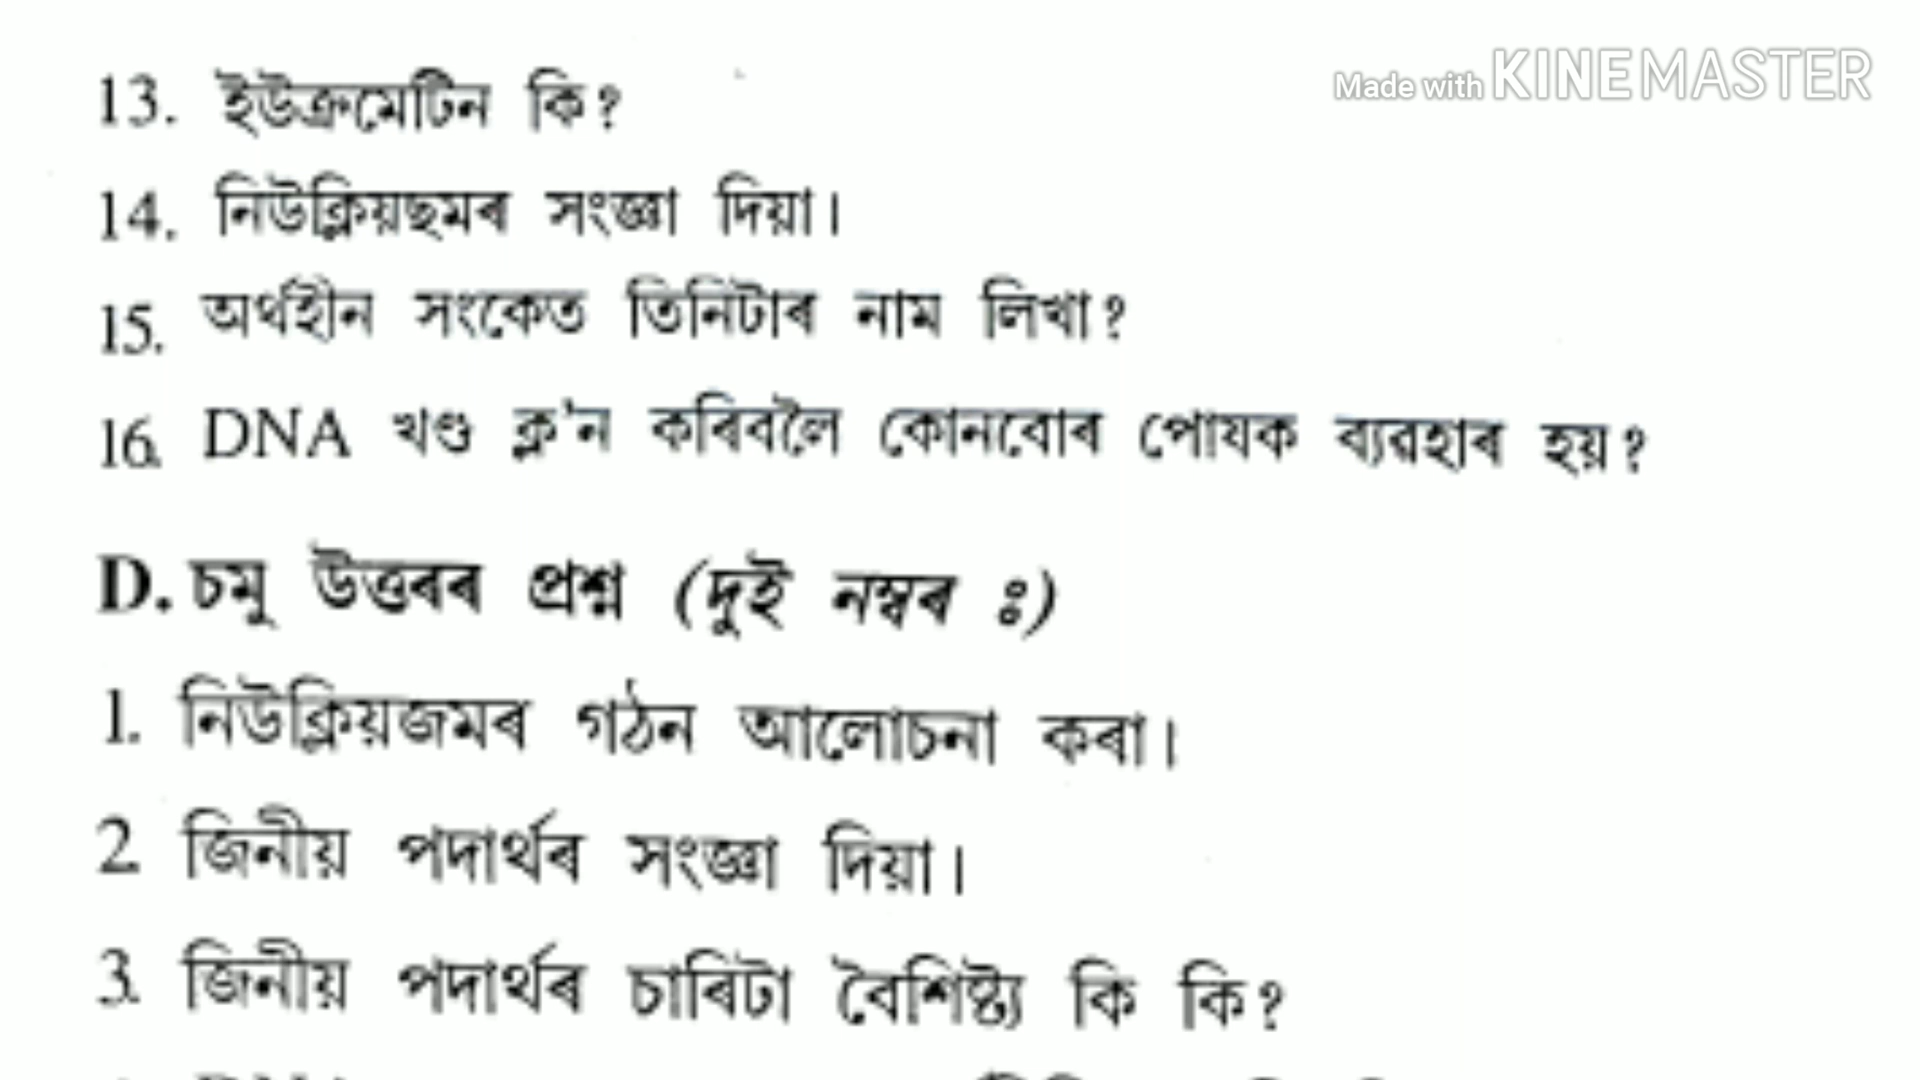 Made with KINEMASTER
13. ইউক্ৰমেটিন কি?
14. নিউক্লিয়ছমৰ সংজ্ঞা দিয়া।
15. অৰ্থহীন সংকেত তিনিটাৰ নাম লিখা?
16. DNA খণ্ড ক্ল'ন কৰিবলৈ কোনবোৰ পোযক ব্যৱহাৰ হয়?
D. চমু উত্তৰৰ প্ৰশ্ন (দুই নম্বৰ ঃ)
1. নিউক্লিয়জমৰ গঠন আলোচনা কৰা।
2 জিনীয় পদাৰ্থৰ সংজ্ঞা দিয়া।
3. জিনীয় পদাৰ্থৰ চাৰিটা বৈশিষ্ট্য কি কি?